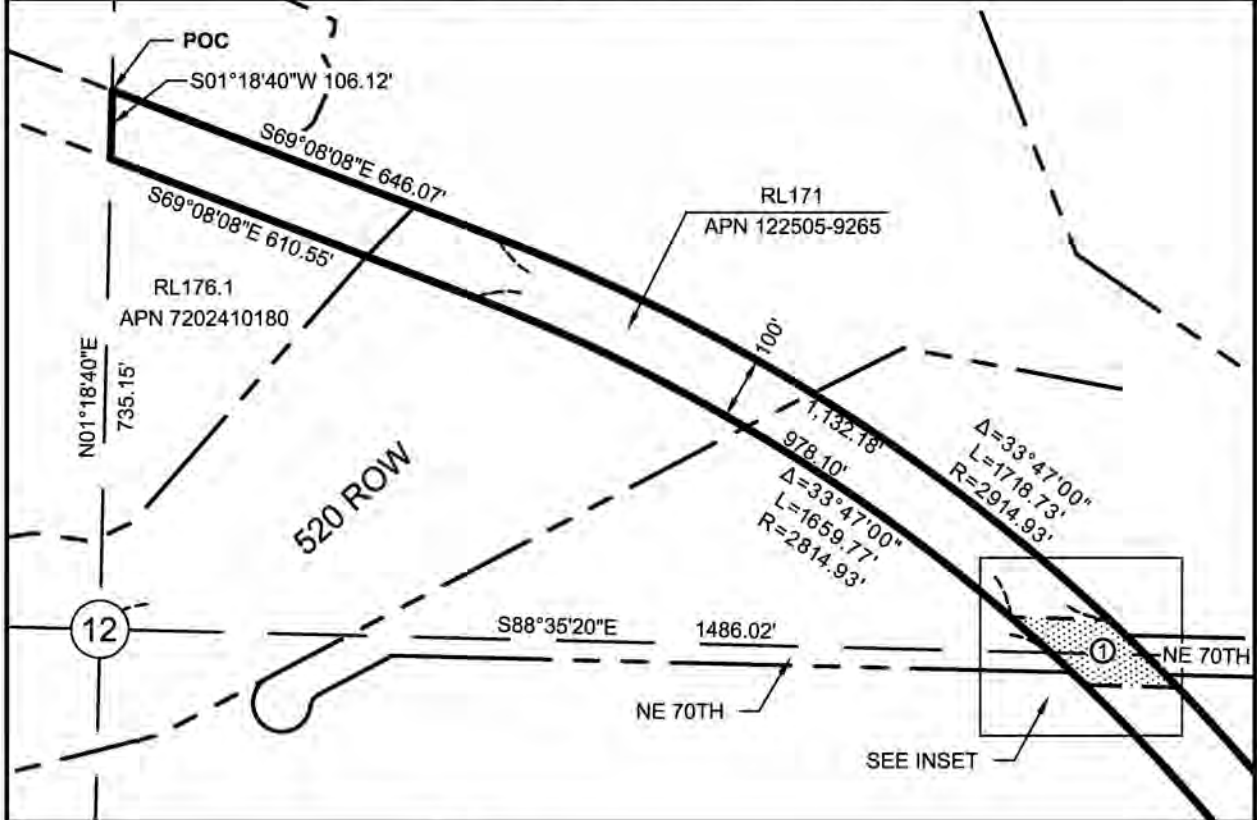 POC
S01°18'40"W 106.12'
S69°08'08"E 646.07'
S69°08'08"E 610.55'
RL171
APN 122505-9265
RL176.1
APN 7202410180
N01°18'40"E
735.15'
100'
520 ROW
1,132.18'
978.10'
Δ=33°47'00"
L=1718.73'
R=2914.93'
Δ=33°47'00"
L=1659.77'
R=2814.93'
12
S88°35'20"E 1486.02'
1
NE 70TH
NE 70TH
SEE INSET